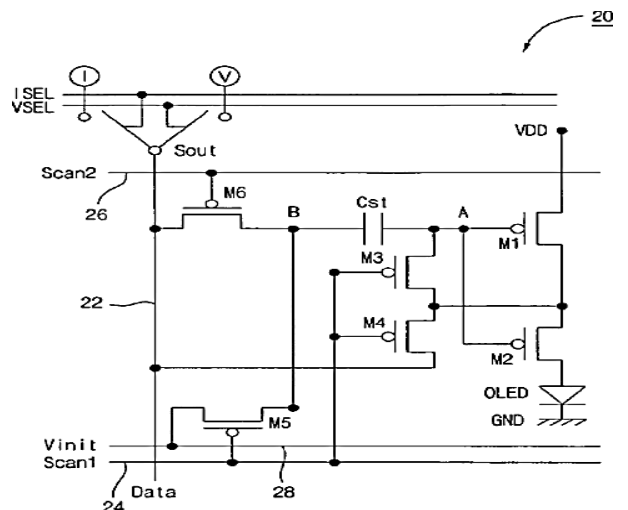 20
I
V
ISEL
VSEL
VDD
Sout
Scan2
26
M6
B
Cst
A
M1
M3
22
M4
M2
OLED
M5
GND
Vinit
Scan1
24
Data
28